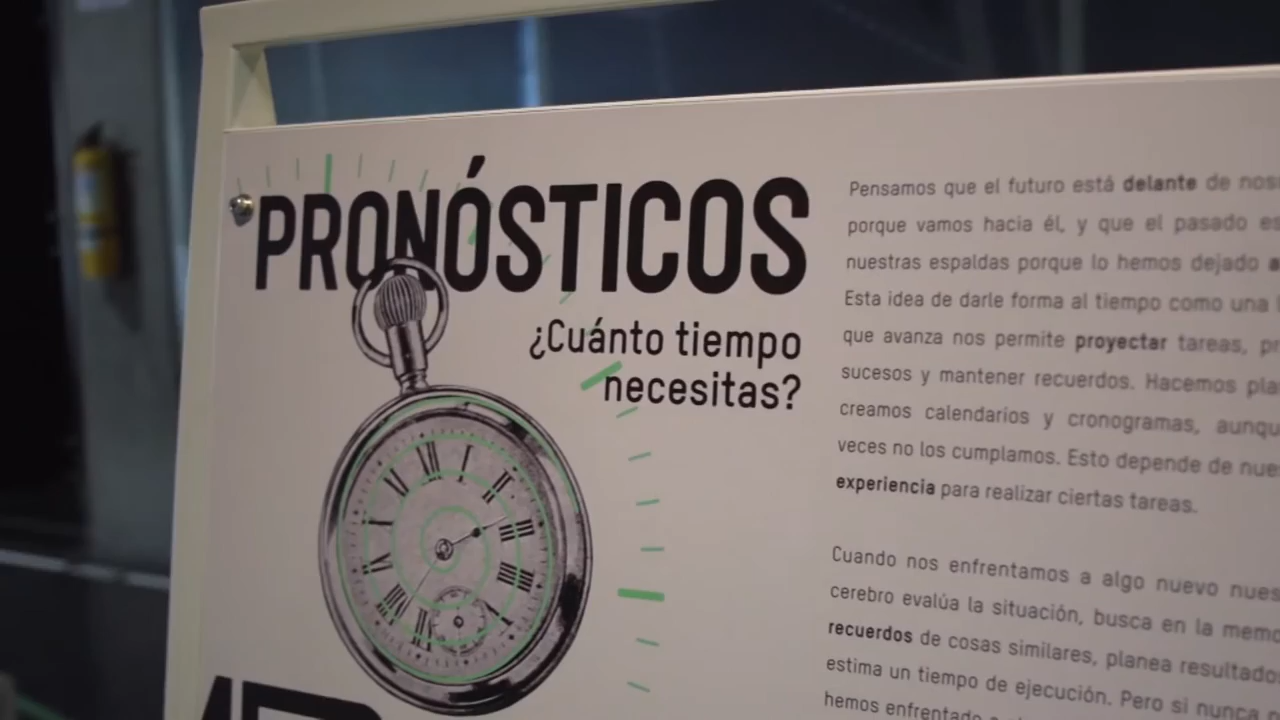 PRONÓSTICOS
¿Cuánto tiempo
necesitas?
Pensamos que el futuro está delante de
porque vamos hacia él, y que el pasado
nuestras espaldas porque lo hemos dejado
Esta idea de darle forma al tiempo como una
que avanza nos permite proyectar tareas,
sucesos y mantener recuerdos. Hacemos
creamos calendarios y cronogramas,
veces no los cumplamos. Esto depende de
experiencia para realizar ciertas tareas.
Cuando nos enfrentamos a algo nuevo
cerebro evalúa la situación, busca en la
recuerdos de cosas similares, planea
estima un tiempo de ejecución. Pero si nunca
hemos enfrentado